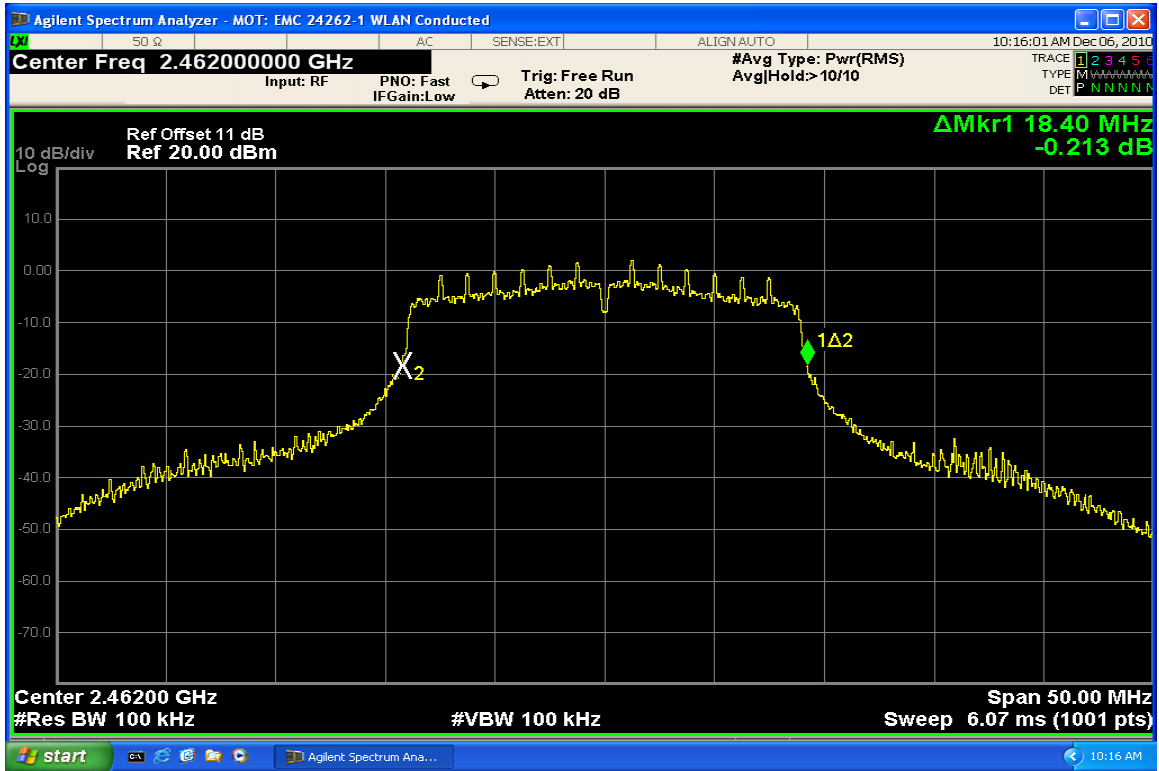 Agilent Spectrum Analyzer - MOT: EMC 24262-1 WLAN Conducted
LXI 50 Ω AC SENSE:EXT ALIGN AUTO 10:16:01 AM Dec 06, 2010
Center Freq 2.462000000 GHz
Input: RF PNO: Fast IFGain:Low
Trig: Free Run
Atten: 20 dB
#Avg Type: Pwr(RMS)
Avg|Hold:>10/10
TRACE 1 2 3 4 5 6
TYPE M
DET P N N N N N
ΔMkr1 18.40 MHz
-0.213 dB
Ref Offset 11 dB
10 dB/div Ref 20.00 dBm
Log
10.0
0.00
-10.0
1Δ2
X2
-20.0
-30.0
-40.0
-50.0
-60.0
-70.0
Center 2.46200 GHz Span 50.00 MHz
#Res BW 100 kHz #VBW 100 kHz Sweep 6.07 ms (1001 pts)
start Agilent Spectrum Ana... 10:16 AM